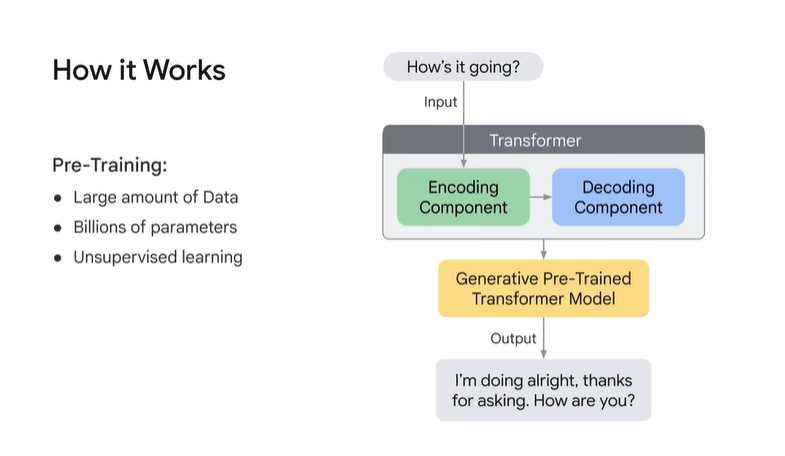 How it Works
Pre-Training:
● Large amount of Data
● Billions of parameters
● Unsupervised learning
How's it going?
Input
Transformer
Encoding
Component
Decoding
Component
Generative Pre-Trained
Transformer Model
Output
I'm doing alright, thanks
for asking. How are you?